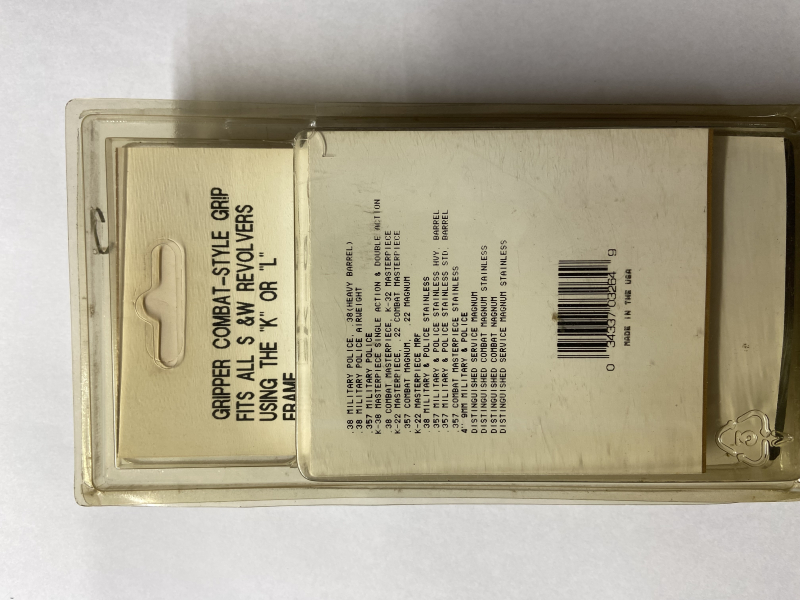 GRIPPER COMBAT-STYLE GRIP
FITS ALL S &W REVOLVERS
USING THE "K" OR "L"
FRAME
.38 MILITARY POLICE, .38(HEAVY BARREL)
.38 MILITARY POLICE AIRWEIGHT
.357 MILITARY POLICE
K-38 MASTERPIECE SINGLE ACTION & DOUBLE ACTION
.38 COMBAT MASTERPIECE, K-32 MASTERPIECE
K-22 MASTERPIECE, .22 COMBAT MASTERPIECE
.357 COMBAT MAGNUM, .22 MAGNUM
K-22 MASTERPIECE MRF
.38 MILITARY & POLICE STAINLESS
.357 MILITARY & POLICE STAINLESS HVY. BARREL
.357 MILITARY & POLICE STAINLESS STD. BARREL
.357 COMBAT MASTERPIECE STAINLESS
4" 9MM MILITARY & POLICE
DISTINGUISHED SERVICE MAGNUM
DISTINGUISHED COMBAT MAGNUM STAINLESS
DISTINGUISHED COMBAT MAGNUM
DISTINGUISHED SERVICE MAGNUM STAINLESS
0 34337 03264 9
MADE IN THE USA